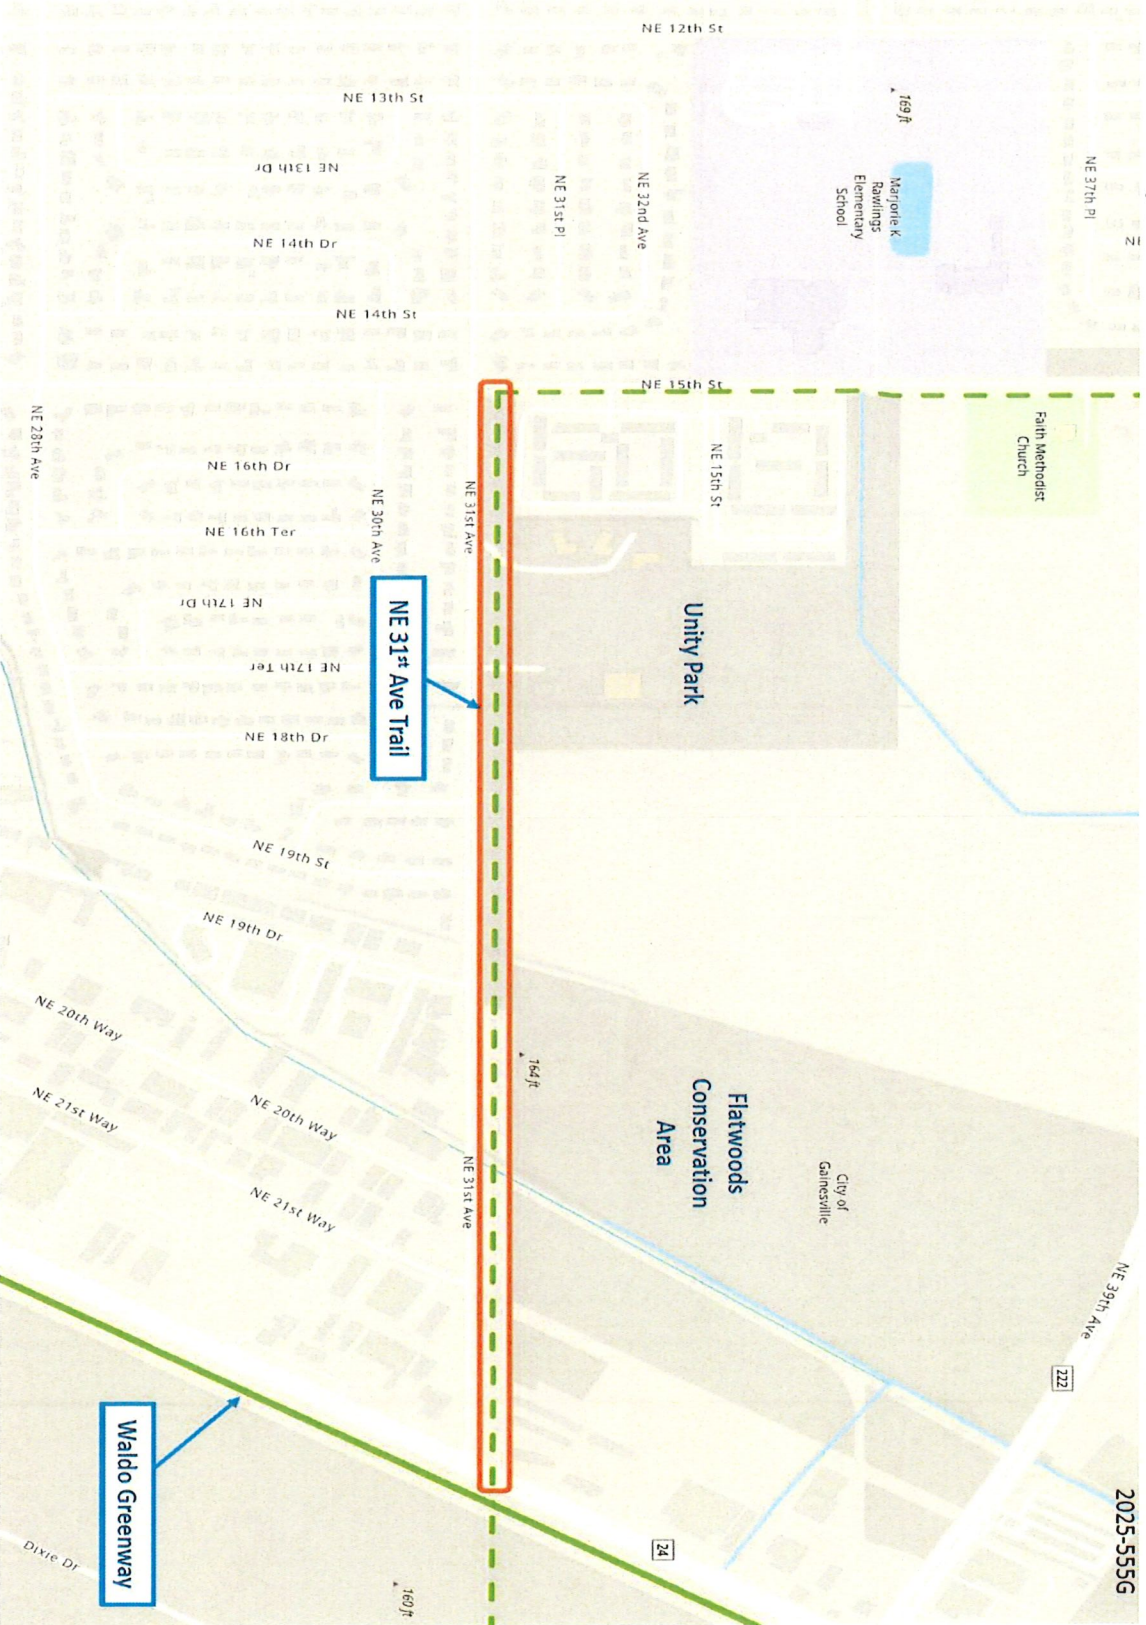 2025-555G
NE 12th St
NE 13th St
169 ft
NE 13th Dr
NE 31st Pl
NE 32nd Ave
Marjorie K
Rawlings
Elementary
School
NE 37th Pl
NE
NE 14th Dr
NE 14th St
NE 15th St
NE 28th Ave
NE 16th Dr
NE 30th Ave
NE 31st Ave
NE 15th St
Faith Methodist
Church
NE 16th Ter
NE 17th Dr
NE 31st Ave Trail
Unity Park
NE 17th Ter
NE 18th Dr
NE 19th St
NE 19th Dr
NE 20th Way
164 ft
Flatwoods
Conservation
Area
City of
Gainesville
NE 21st Way
NE 20th Way
NE 31st Ave
NE 21st Way
NE 39th Ave
222
Waldo Greenway
24
Dixie Dr
160 ft